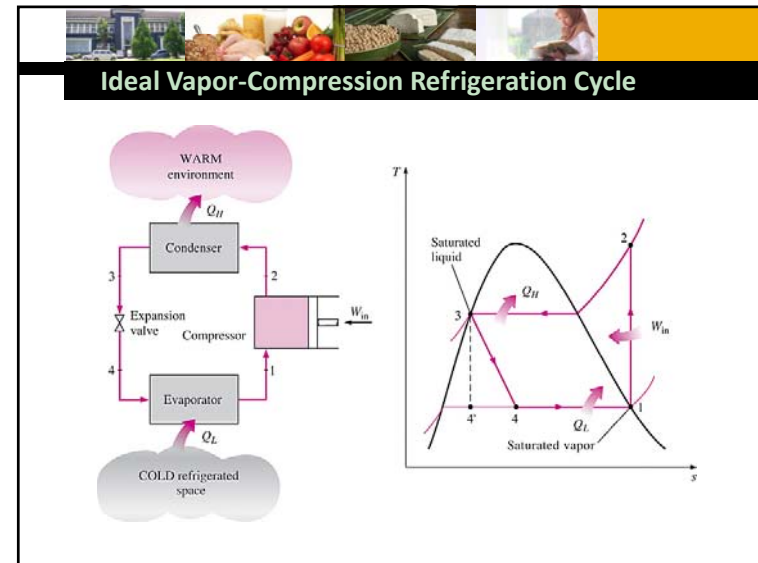 Ideal Vapor-Compression Refrigeration Cycle
WARM
environment
Q_H
Condenser
3
2
Expansion
valve
Compressor
W_in
4
1
Evaporator
Q_L
COLD refrigerated
space
T
Saturated
liquid
2
3
Q_H
W_in
4'
4
1
Q_L
Saturated vapor
s